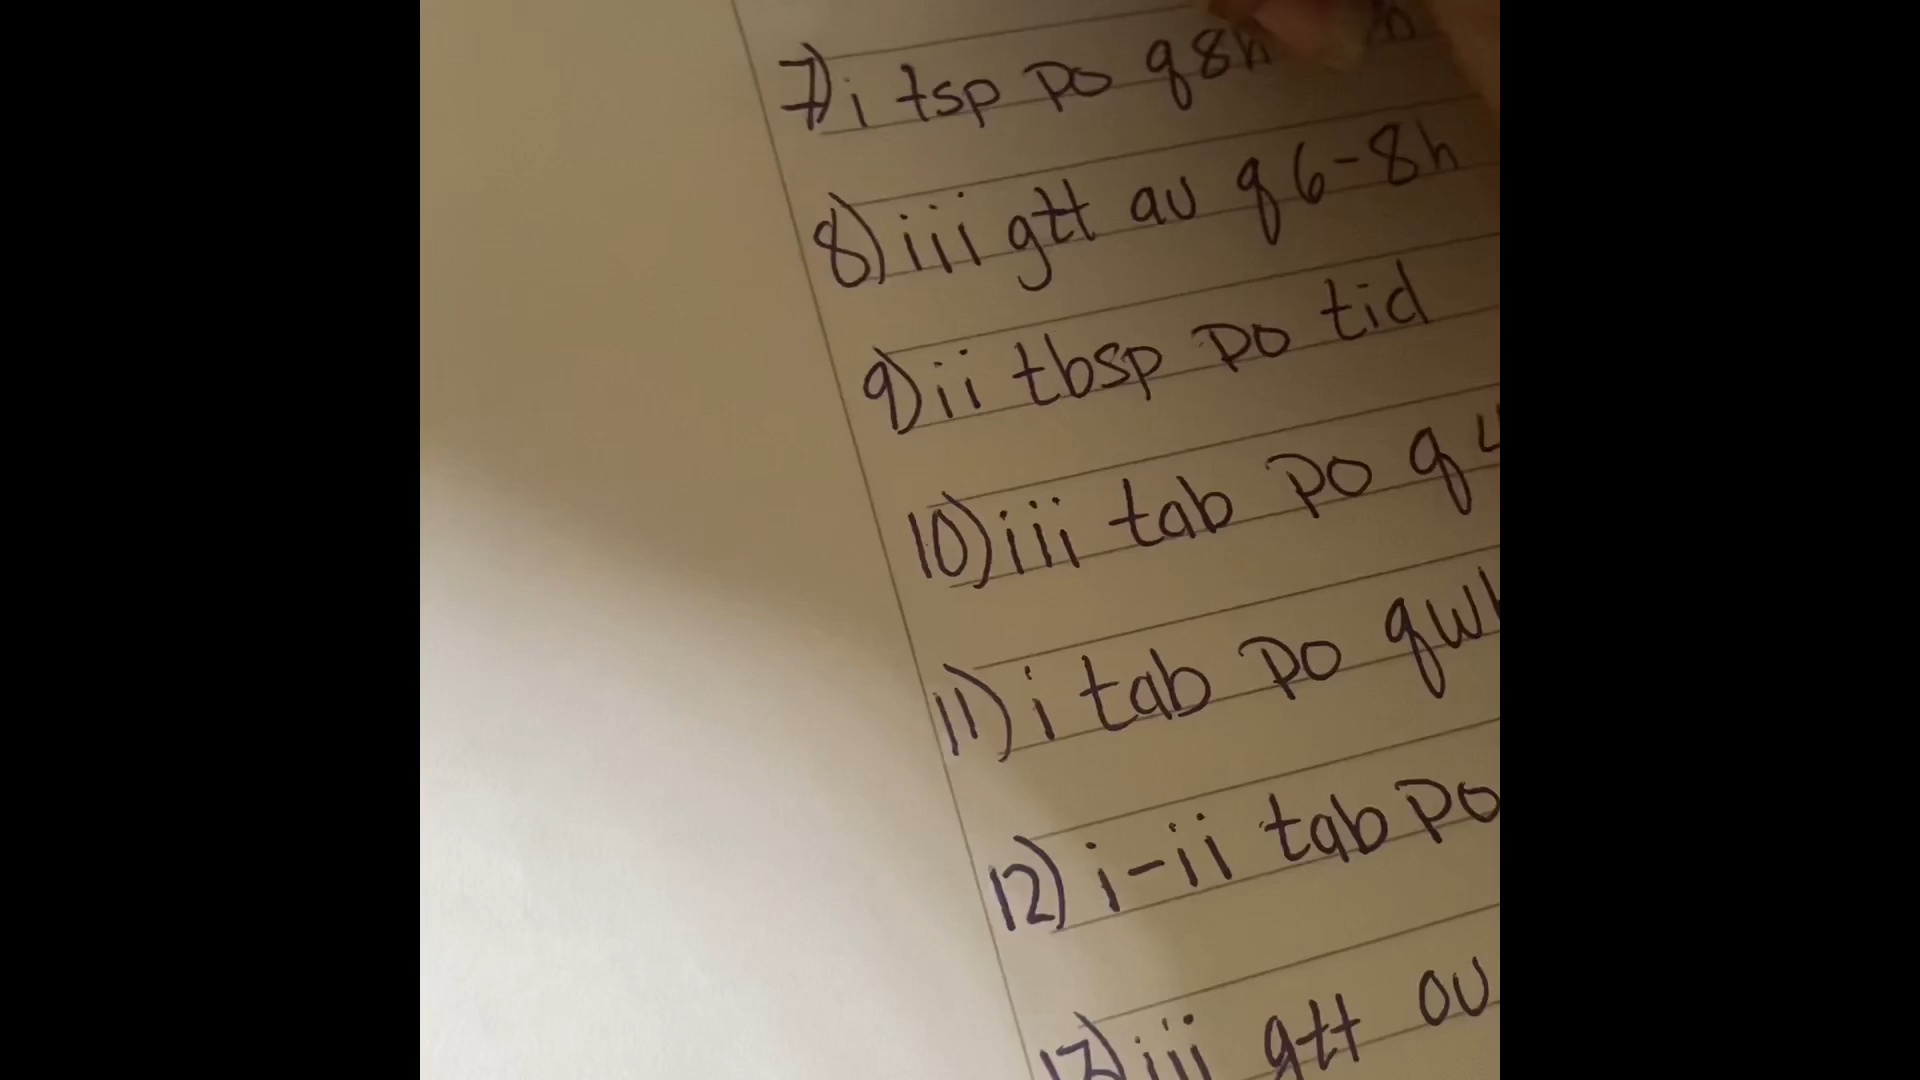 7) i tsp po q8h
8) iii gtt au q6-8h
9) ii tbsp po tid
10) iii tab po q
11) i tab po
12) i-ii tab po
13) iii gtt ou